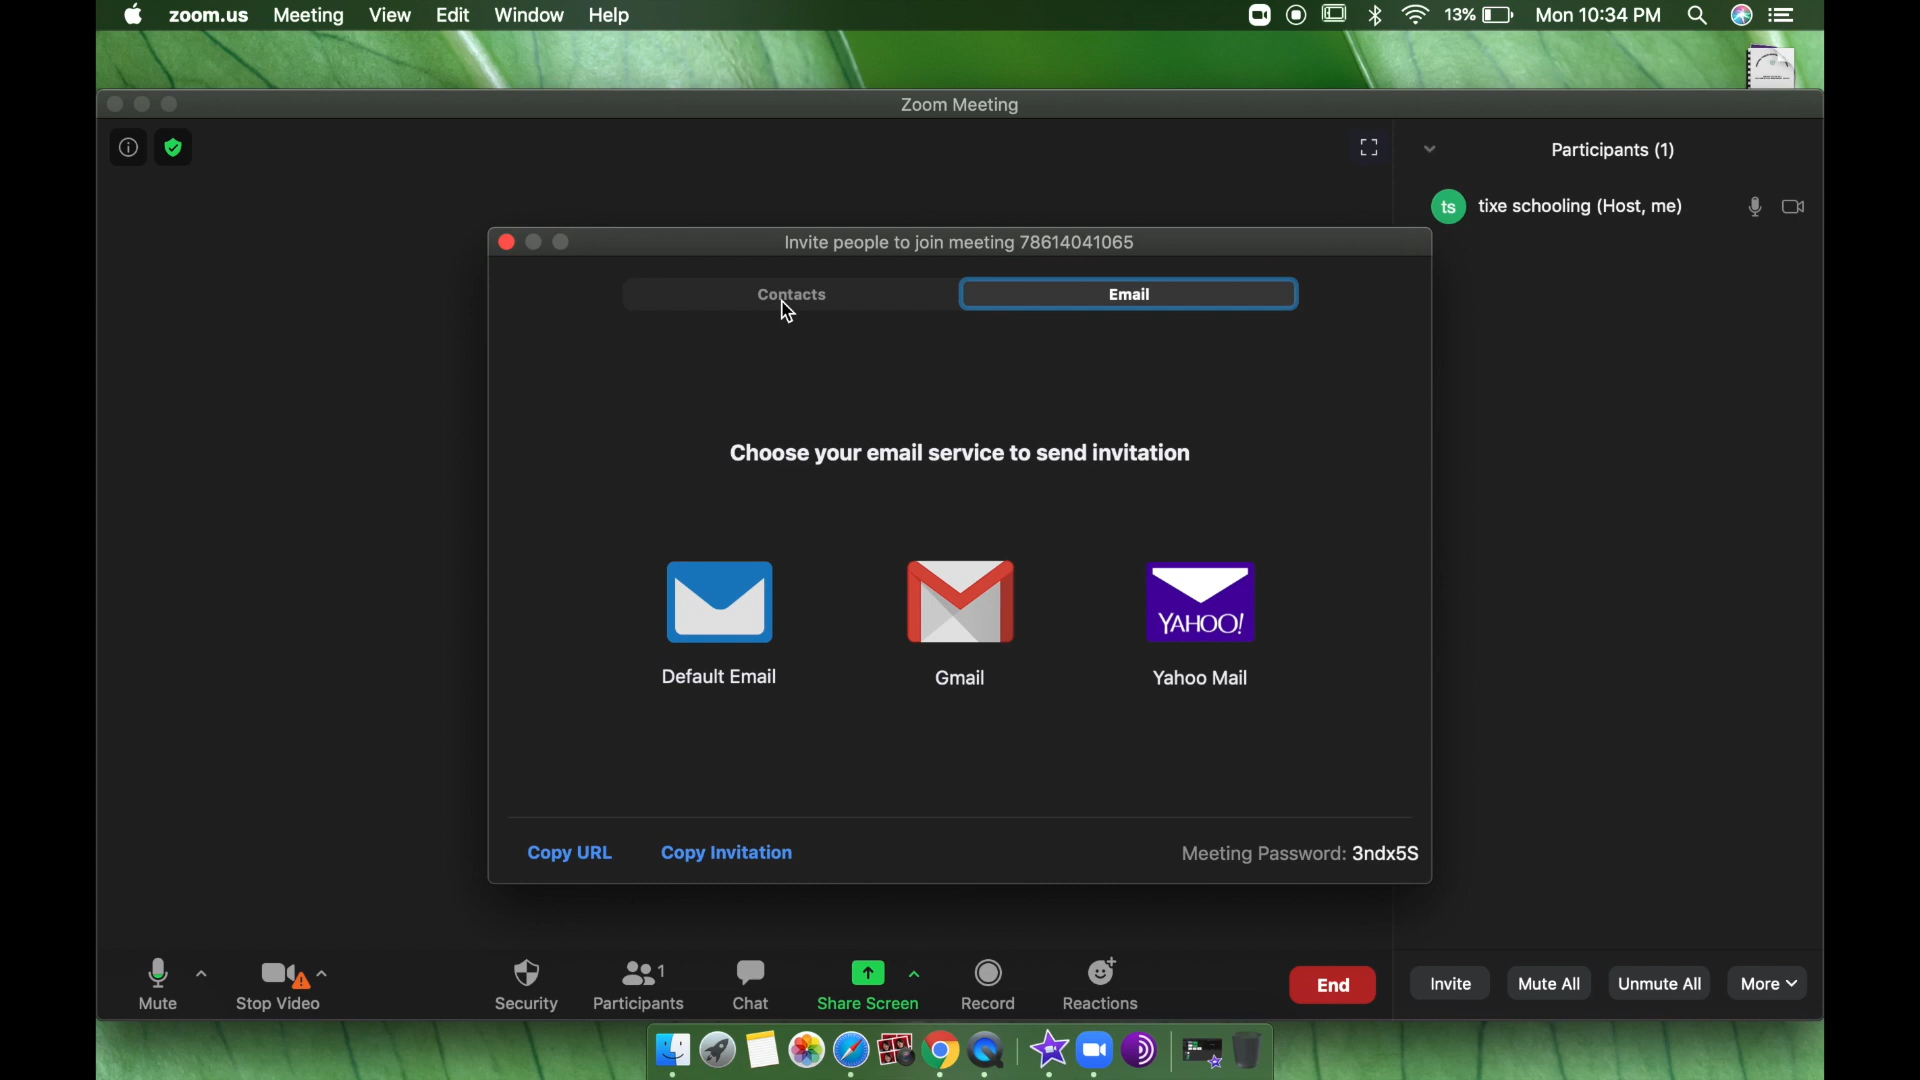 zoom.us Meeting View Edit Window Help 13% Mon 10:34 PM
Zoom Meeting
Participants (1)
ts tixe schooling (Host, me)
Invite people to join meeting 78614041065
Contacts Email
Choose your email service to send invitation
YAHOO!
Default Email Gmail Yahoo Mail
Copy URL Copy Invitation Meeting Password: 3ndx5S
1
Mute Stop Video Security Participants Chat Share Screen Record Reactions End Invite Mute All Unmute All More